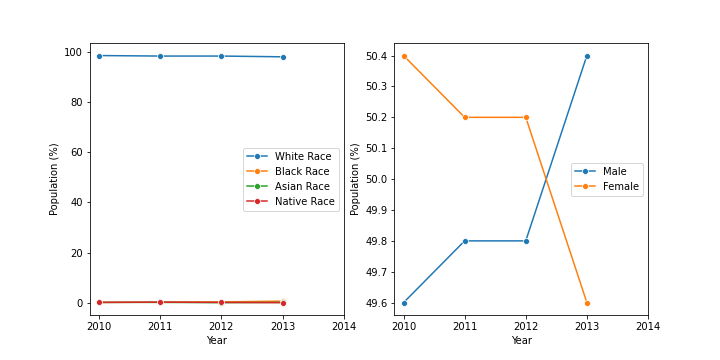 100
80
60
40
20
0
Population (%)
2010 2011 2012 2013 2014
Year
White Race
Black Race
Asian Race
Native Race
50.4
50.3
50.2
50.1
50.0
49.9
49.8
49.7
49.6
Population (%)
2010 2011 2012 2013 2014
Year
Male
Female